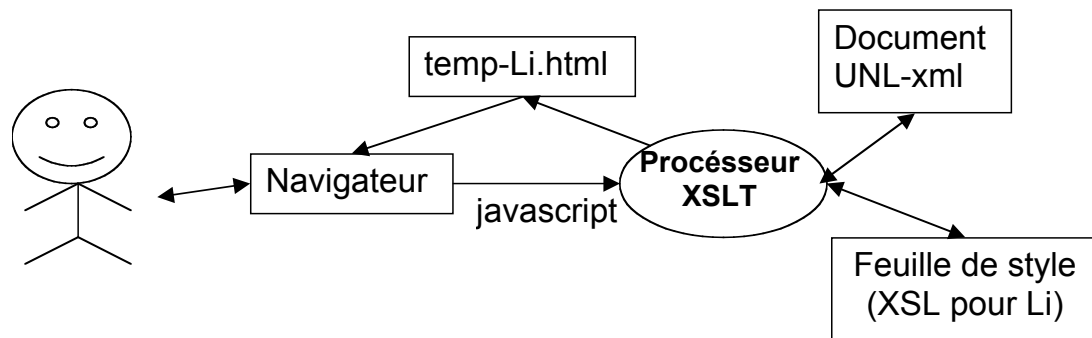 temp-Li.html
Document
UNL-xml
Navigateur
javascript
Procésseur
XSLT
Feuille de style
(XSL pour Li)